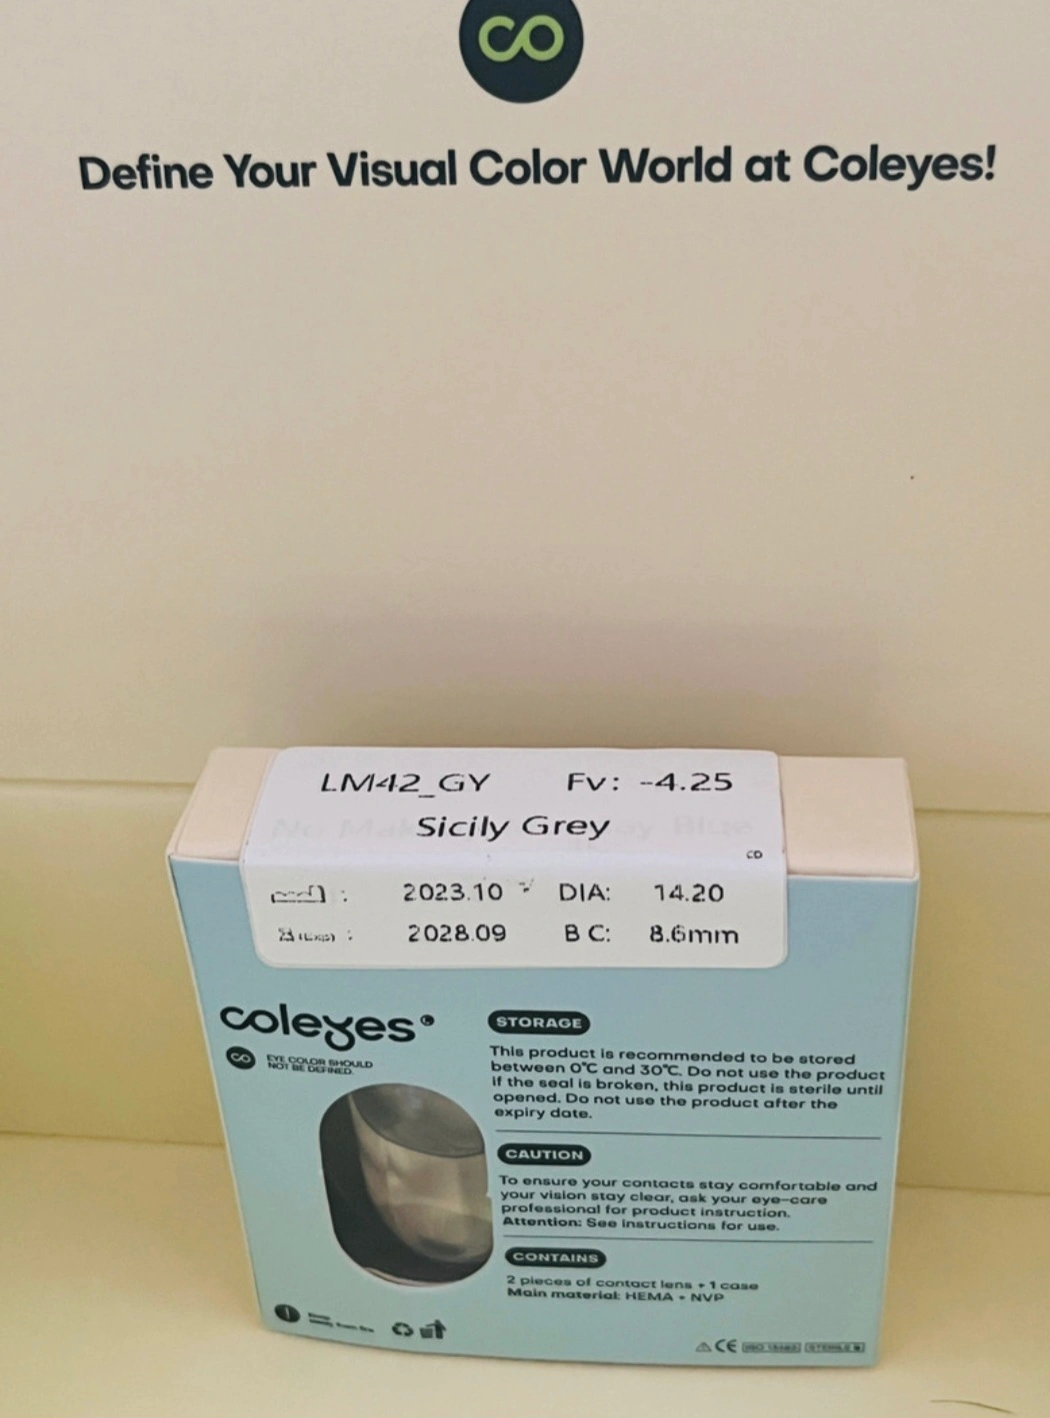 co
Define Your Visual Color World at Coleyes!
LM42_GY Fv: -4.25
Sicily Grey
CD
: 2023.10 DIA: 14.20
(Exp) : 2028.09 BC: 8.6mm
coleyes®
co EYE COLOR SHOULD
NOT BE DEFINED.
STORAGE
This product is recommended to be stored
between 0°C and 30°C. Do not use the product
if the seal is broken, this product is sterile until
opened. Do not use the product after the
expiry date.
CAUTION
To ensure your contacts stay comfortable and
your vision stay clear, ask your eye-care
professional for product instruction.
Attention: See instructions for use.
CONTAINS
2 pieces of contact lens + 1 case
Main material: HEMA + NVP
CE